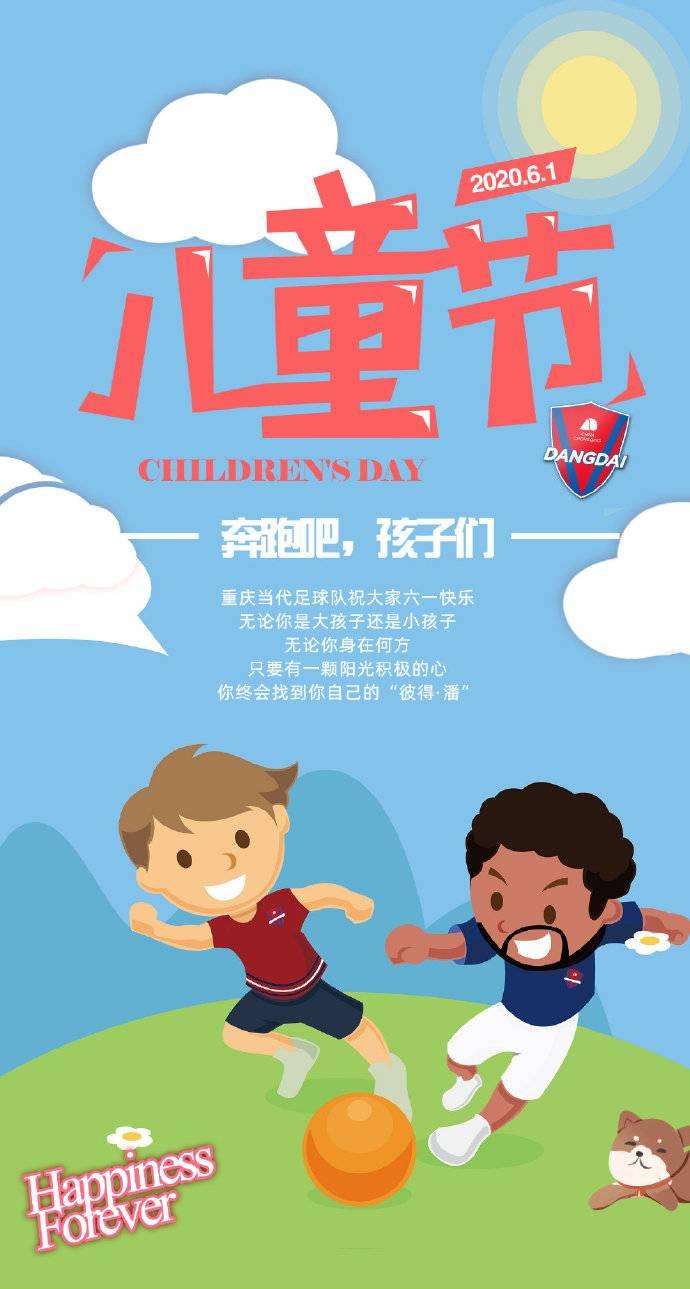 2020.6.1
儿童节
DANGDAI
CHILDREN'S DAY
奔跑吧，孩子们
重庆当代足球队祝大家六一快乐
无论你是大孩子还是小孩子
无论你身在何方
只要有一颗阳光积极的心
你终会找到你自己的“彼得·潘”
Happiness
Forever